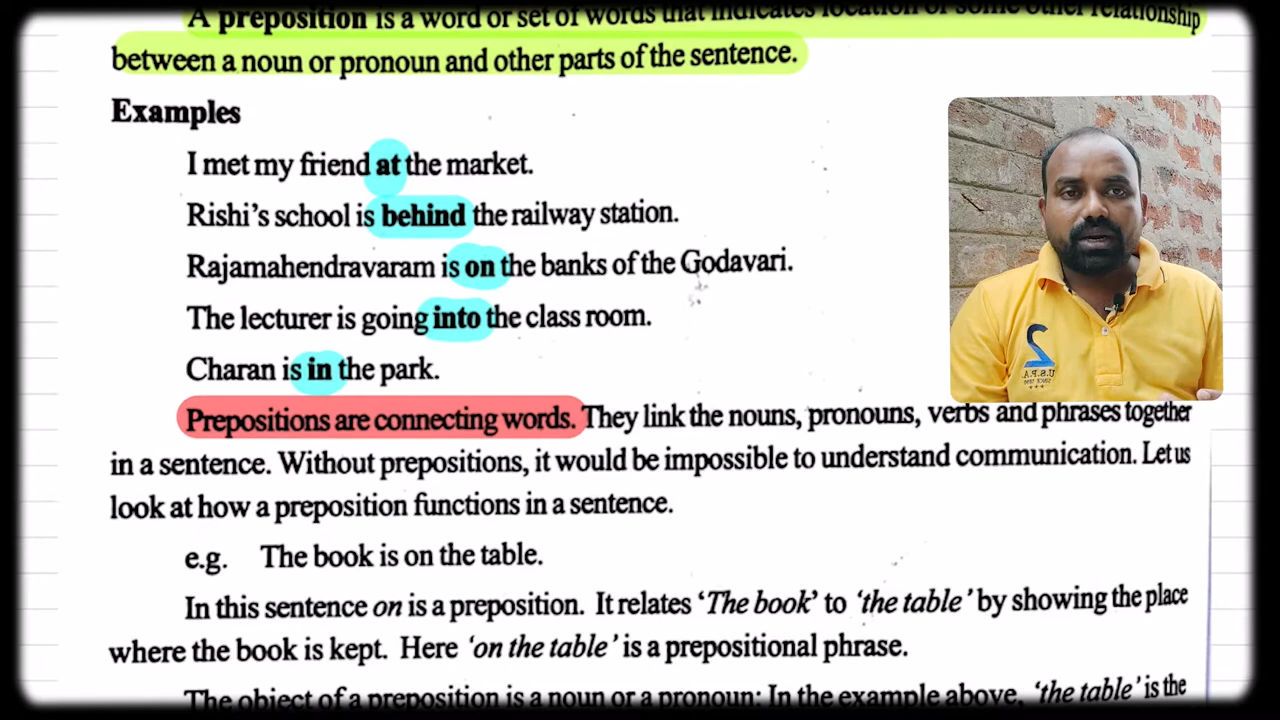 A preposition is a word or set of words that indicates location or some other relationship
between a noun or pronoun and other parts of the sentence.
Examples
I met my friend at the market.
Rishi's school is behind the railway station.
Rajamahendravaram is on the banks of the Godavari.
The lecturer is going into the class room.
Charan is in the park.
Prepositions are connecting words. They link the nouns, pronouns, verbs and phrases together
in a sentence. Without prepositions, it would be impossible to understand communication. Let us
look at how a preposition functions in a sentence.
e.g. The book is on the table.
In this sentence on is a preposition. It relates 'The book' to 'the table' by showing the place
where the book is kept. Here 'on the table' is a prepositional phrase.
The object of a preposition is a noun or a pronoun: In the example above, 'the table' is the
2
U.S.P.A.
SINCE 1890